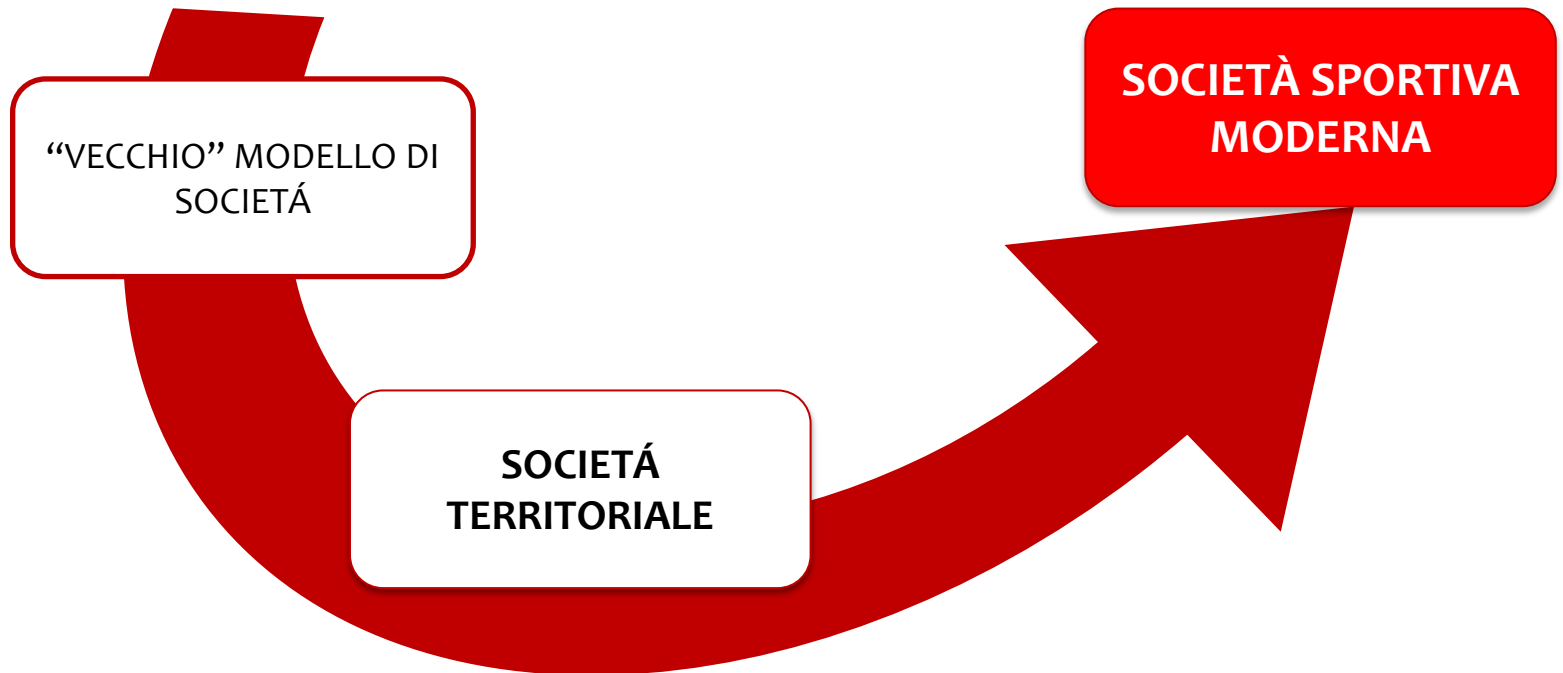 “VECCHIO” MODELLO DI
SOCIETÁ
SOCIETÁ
TERRITORIALE
SOCIETÀ SPORTIVA
MODERNA